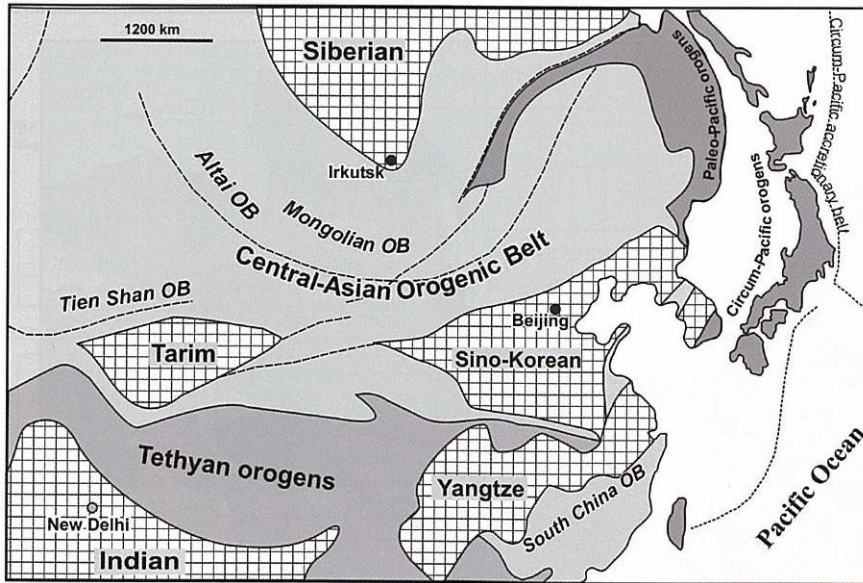 1200 km
Siberian
Paleo-Pacific orogens
Circum-Pacific accretionary belt
Irkutsk
Altai OB
Mongolian OB
Circum-Pacific orogens
Central-Asian Orogenic Belt
Tien Shan OB
Beijing
Tarim
Sino-Korean
Tethyan orogens
Yangtze
South China OB
New Delhi
Indian
Pacific Ocean